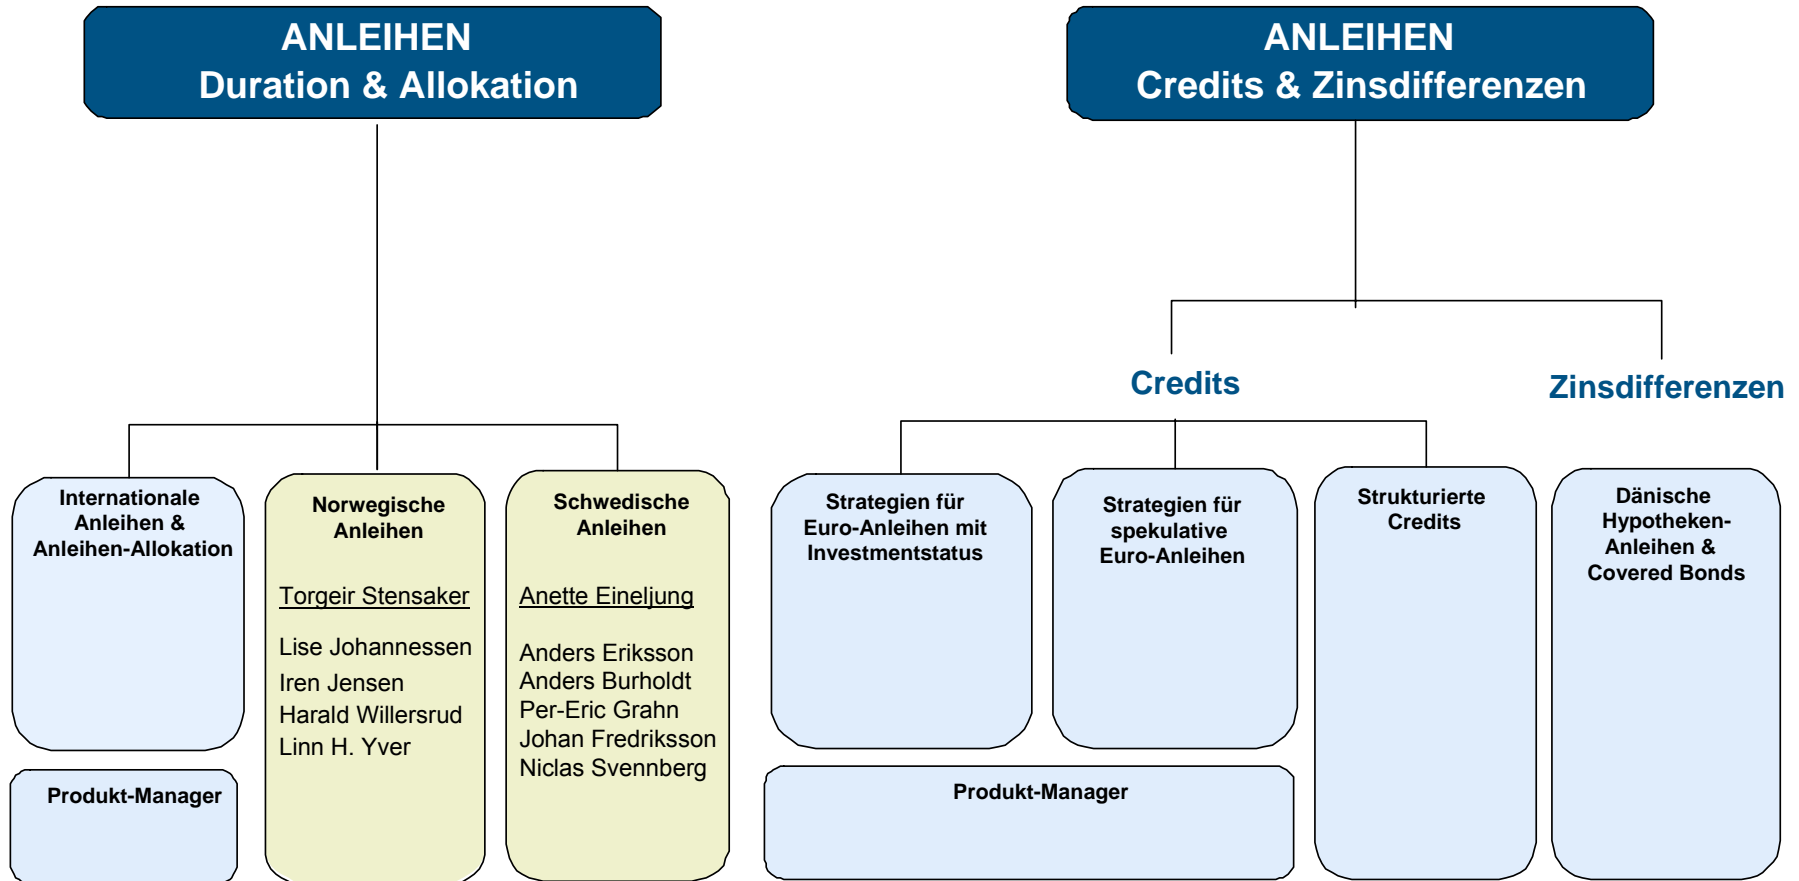 ANLEIHEN
Duration & Allokation
ANLEIHEN
Credits & Zinsdifferenzen
Credits
Zinsdifferenzen
Internationale
Anleihen &
Anleihen-Allokation
Produkt-Manager
Norwegische
Anleihen
Torgeir Stensaker
Lise Johannessen
Iren Jensen
Harald Willersrud
Linn H. Yver
Schwedische
Anleihen
Anette Eineljung
Anders Eriksson
Anders Burholdt
Per-Eric Grahn
Johan Fredriksson
Niclas Svennberg
Strategien für
Euro-Anleihen mit
Investmentstatus
Strategien für
spekulative
Euro-Anleihen
Produkt-Manager
Strukturierte
Credits
Dänische
Hypotheken-
Anleihen &
Covered Bonds